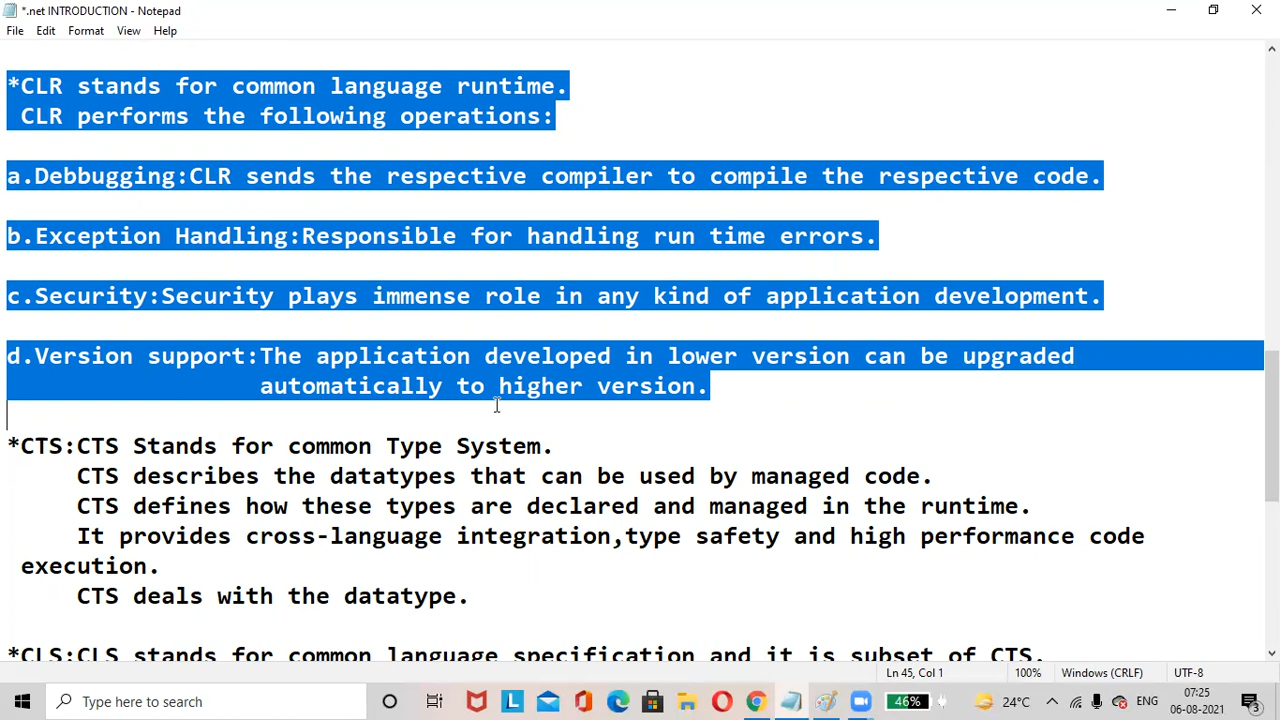 *.net INTRODUCTION - Notepad
File Edit Format View Help
*CLR stands for common language runtime.
CLR performs the following operations:
a.Debbugging:CLR sends the respective compiler to compile the respective code.
b.Exception Handling:Responsible for handling run time errors.
c.Security:Security plays immense role in any kind of application development.
d.Version support:The application developed in lower version can be upgraded
automatically to higher version.
*CTS:CTS Stands for common Type System.
CTS describes the datatypes that can be used by managed code.
CTS defines how these types are declared and managed in the runtime.
It provides cross-language integration,type safety and high performance code
execution.
CTS deals with the datatype.
*CLS:CLS stands for common language specification and it is subset of CTS.
Ln 45, Col 1 100% Windows (CRLF) UTF-8
Type here to search L 46% 24°C ENG 07:25
06-08-2021 3